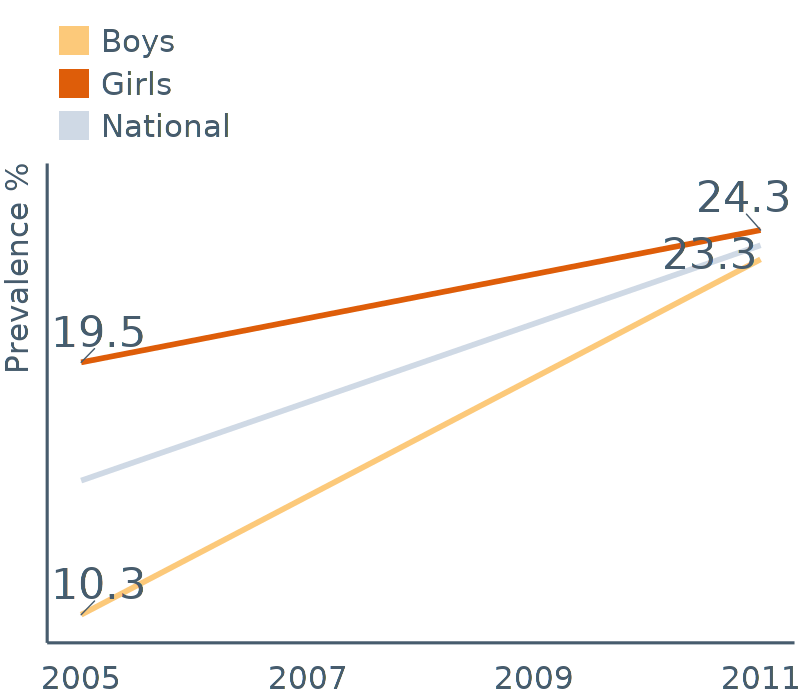 Boys
Girls
National
Prevalence %
24.3
23.3
19.5
10.3
2005 2007 2009 2011